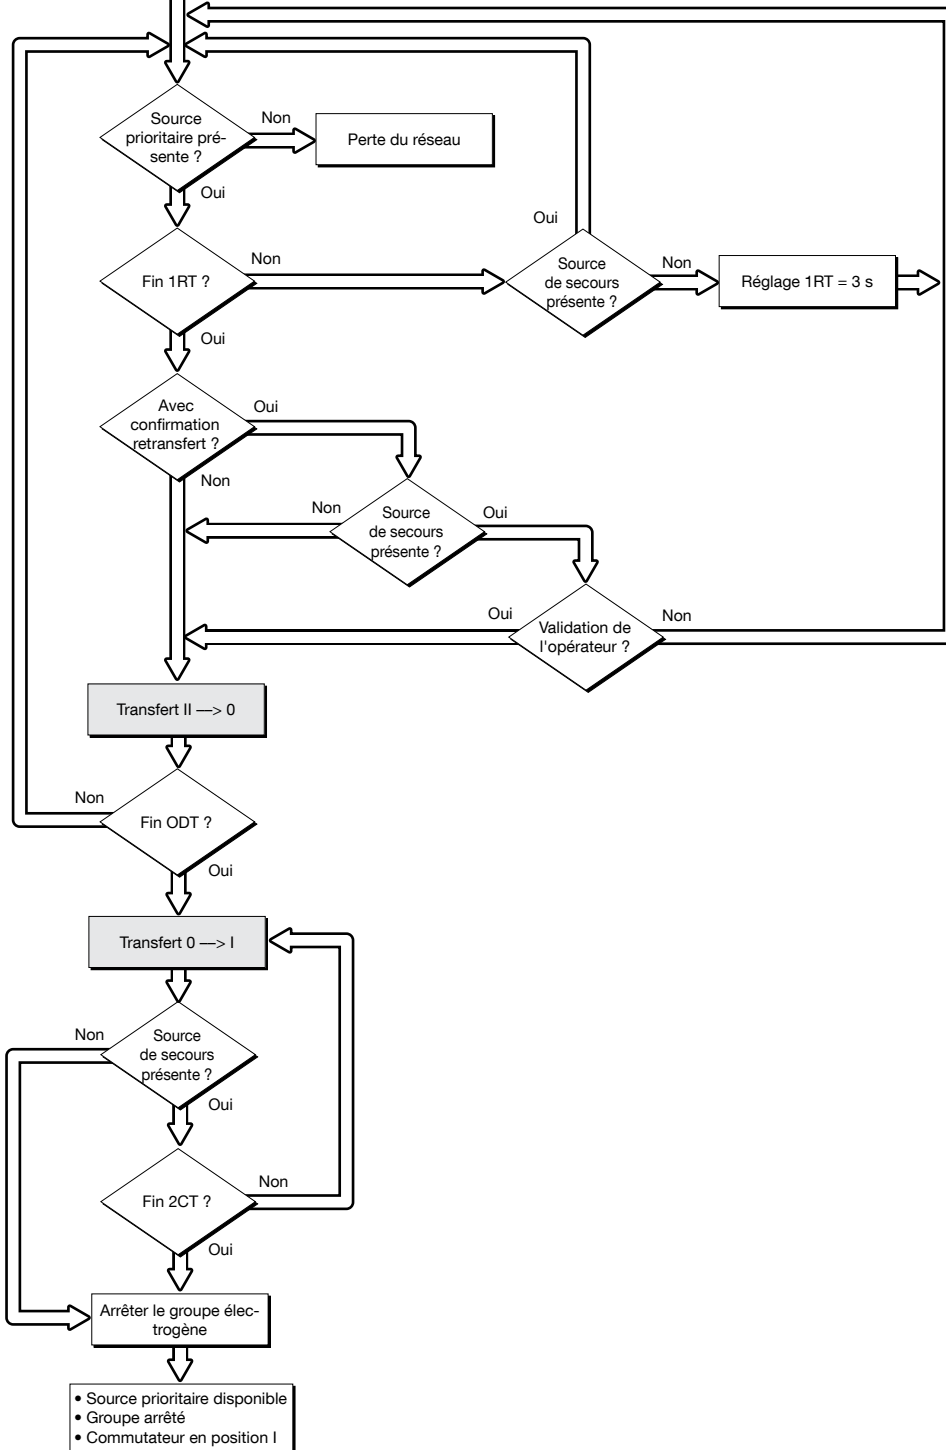 Source
prioritaire pré-
sente ?
Non
Perte du réseau
Oui
Oui
Fin 1RT ?
Non
Source
de secours
présente ?
Non
Réglage 1RT = 3 s
Oui
Avec
confirmation
retransfert ?
Oui
Non
Non
Source
de secours
présente ?
Oui
Oui
Validation de
l'opérateur ?
Non
Transfert II —> 0
Non
Fin ODT ?
Oui
Transfert 0 —> I
Non
Source
de secours
présente ?
Oui
Non
Fin 2CT ?
Oui
Arrêter le groupe élec-
trogène
• Source prioritaire disponible
• Groupe arrêté
• Commutateur en position I